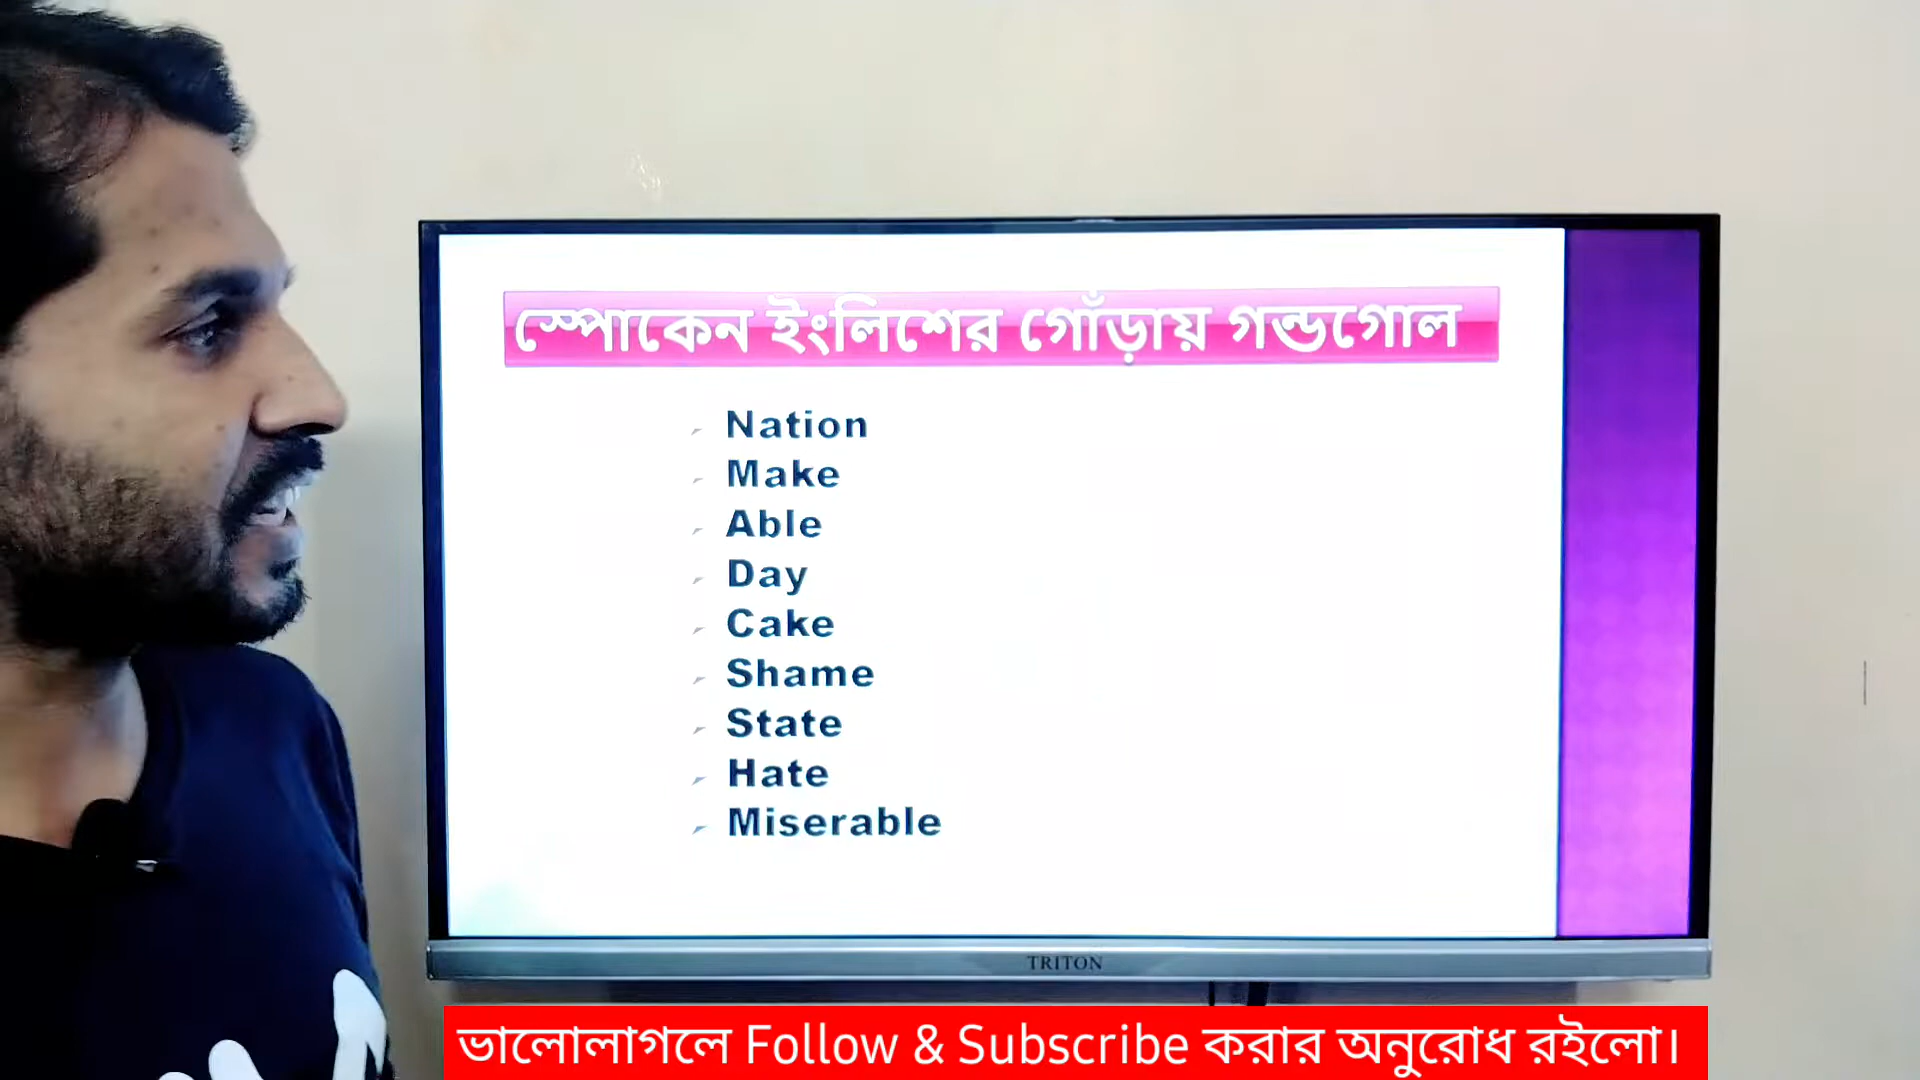 স্পোকেন ইংলিশের গোঁড়ায় গন্ডগোল
Nation
Make
Able
Day
Cake
Shame
State
Hate
Miserable
TRITON
ভালোলাগলে Follow & Subscribe করার অনুরোধ রইলো।